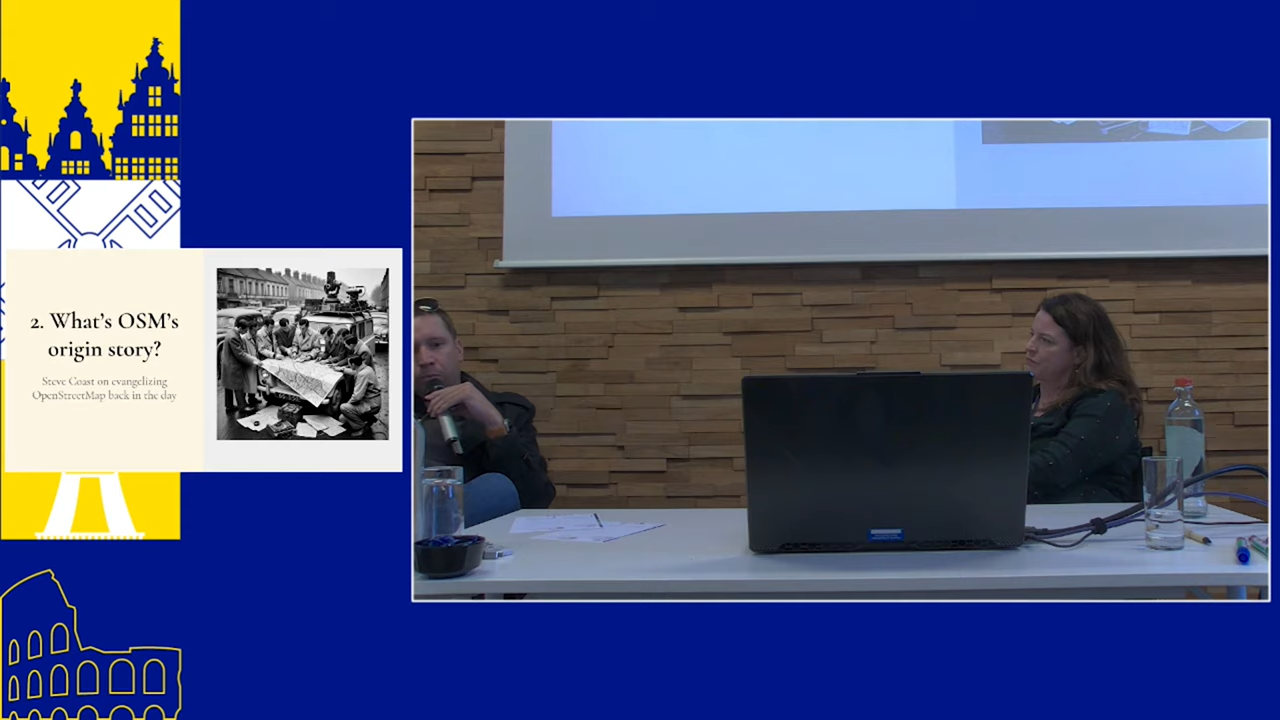 2. What's OSM's
origin story?
Steve Coast on evangelizing
OpenStreetMap back in the day